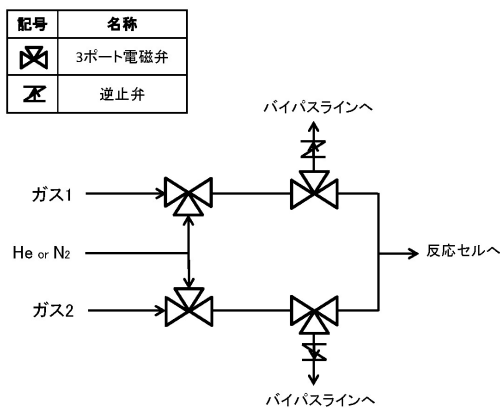 記号 名称
3ポート電磁弁
逆止弁
バイパスラインへ
ガス1
He or N2
反応セルへ
ガス2
バイパスラインへ